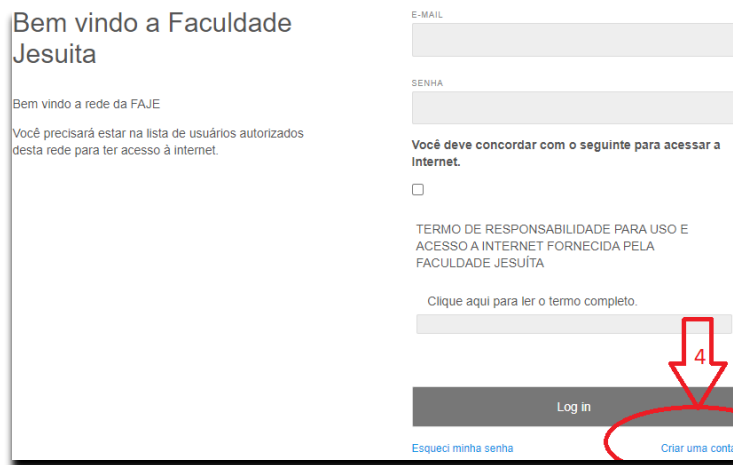 Bem vindo a Faculdade
Jesuita
Bem vindo a rede da FAJE
Você precisará estar na lista de usuários autorizados
desta rede para ter acesso à internet.
E-MAIL
SENHA
Você deve concordar com o seguinte para acessar a
Internet.
TERMO DE RESPONSABILIDADE PARA USO E
ACESSO A INTERNET FORNECIDA PELA
FACULDADE JESUÍTA
Clique aqui para ler o termo completo.
4
Log in
Esqueci minha senha
Criar uma conta